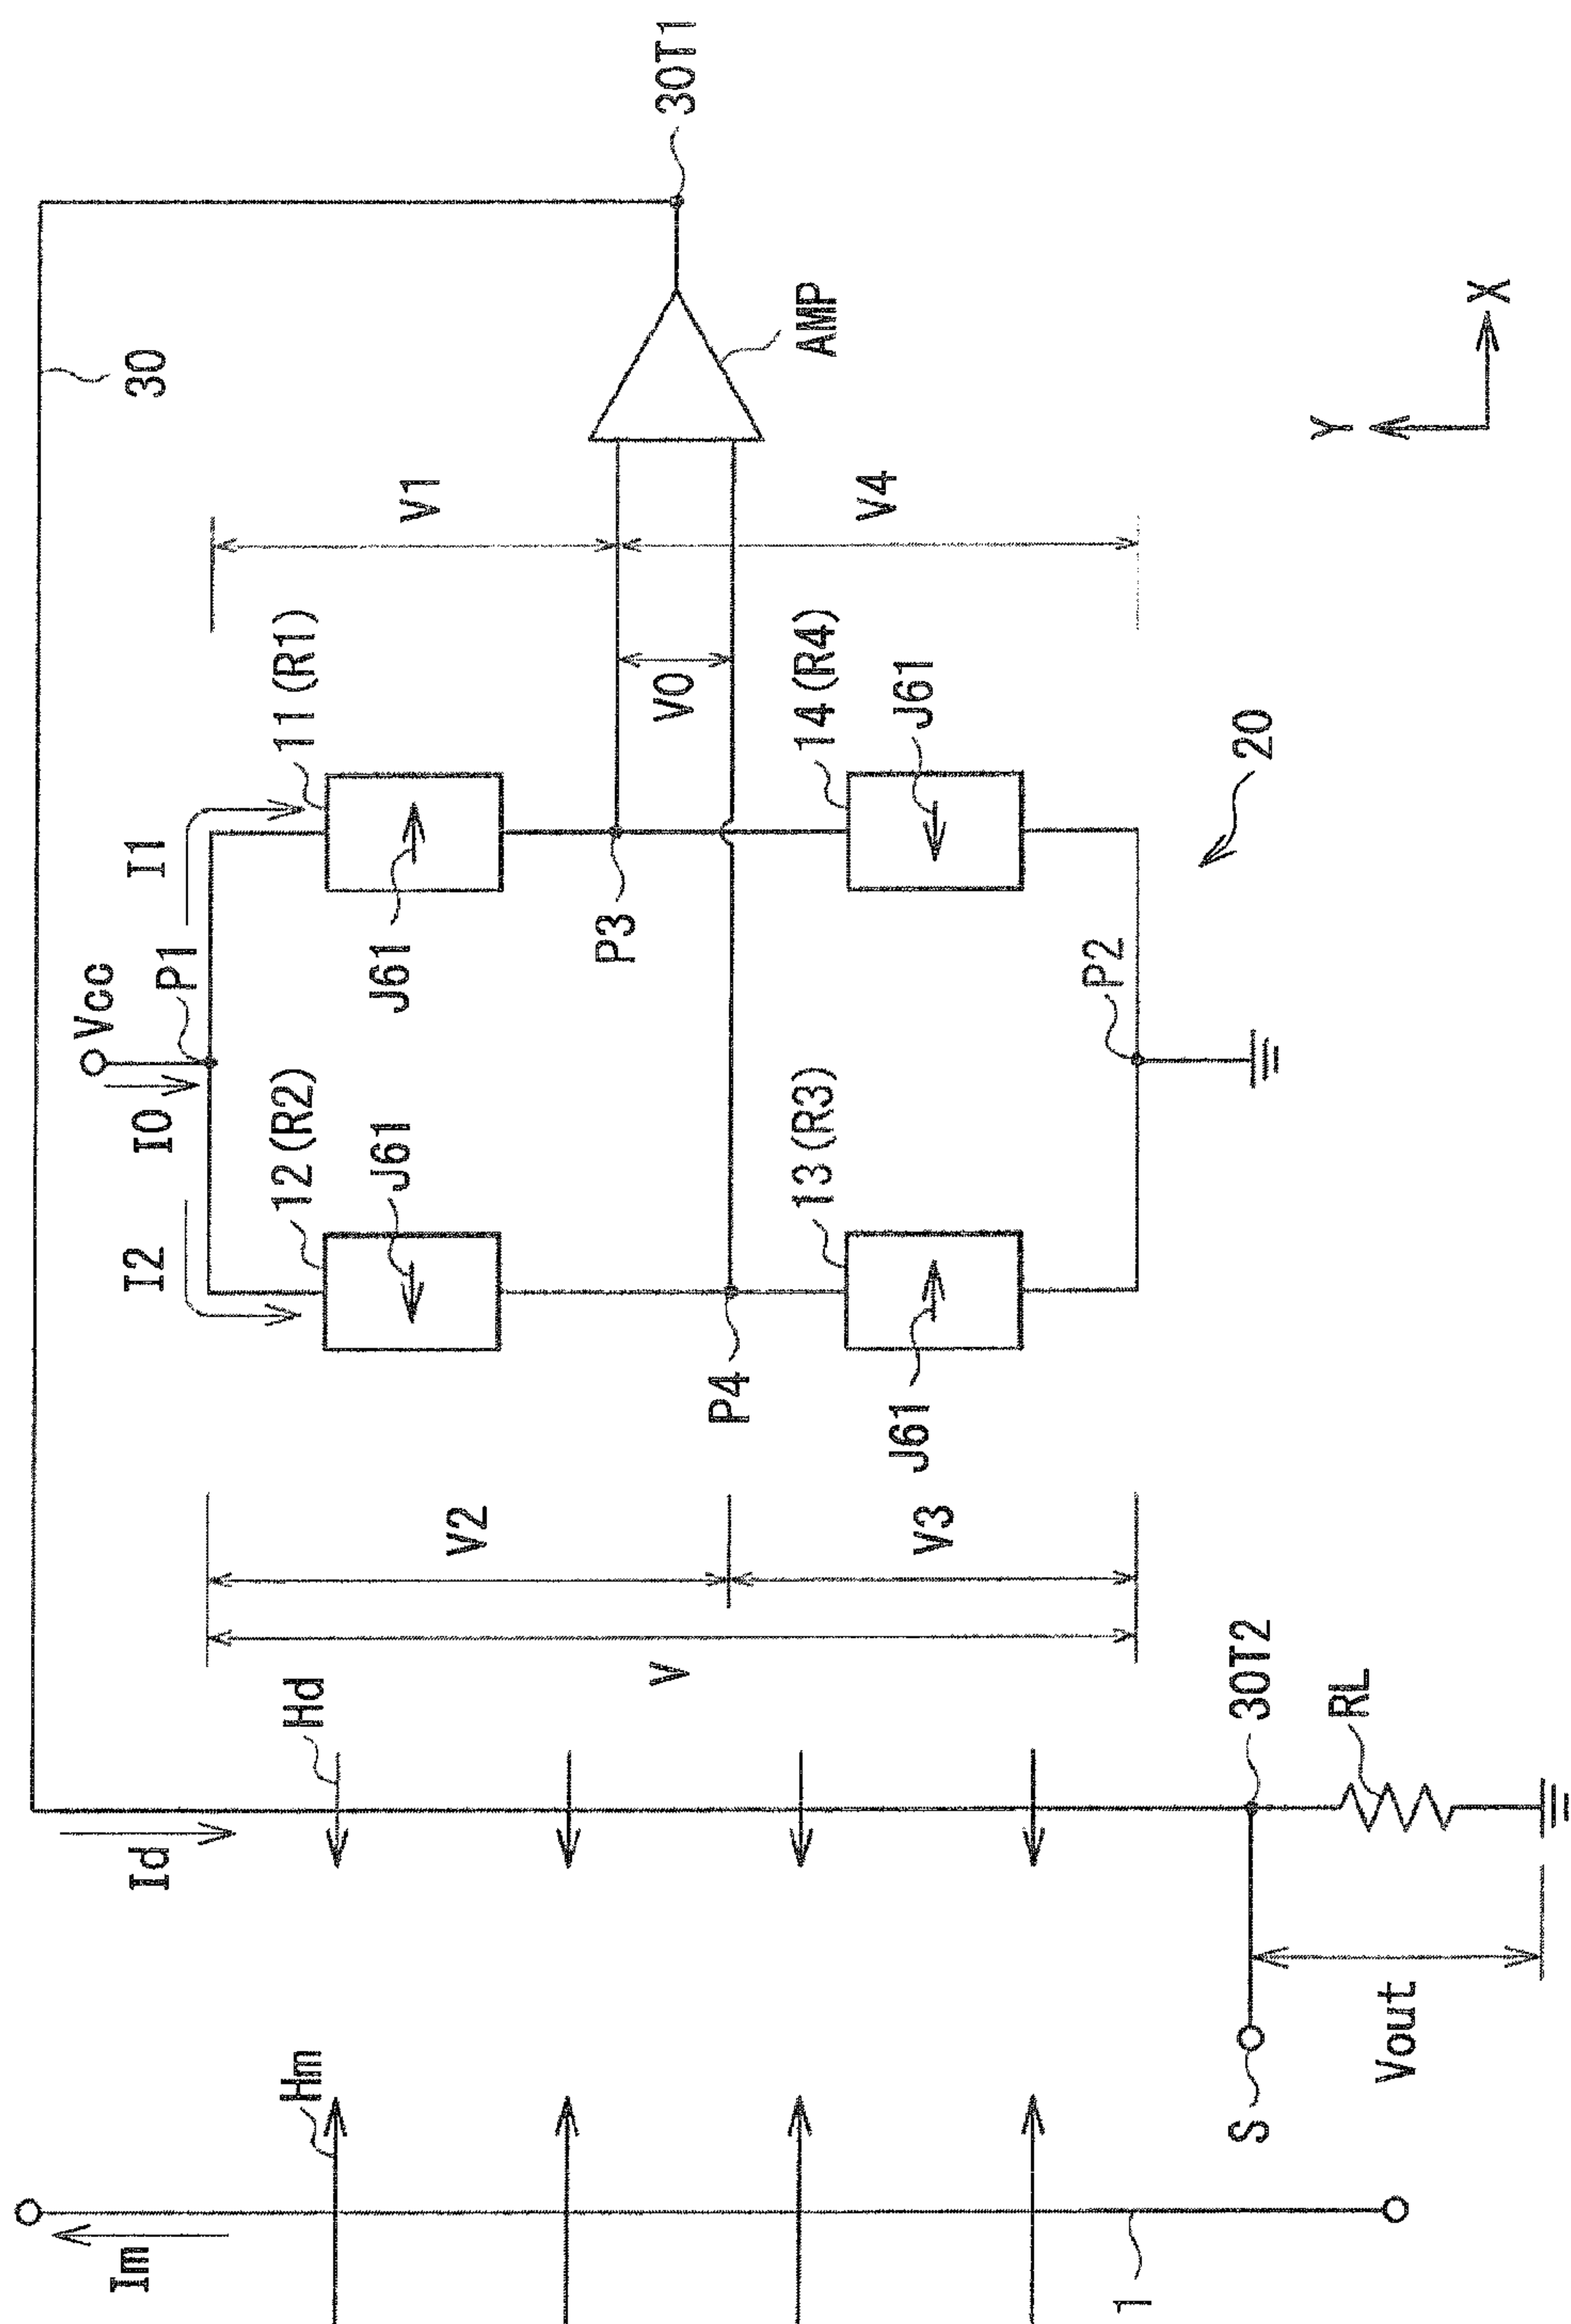 30T1
30
AMP
X
Y
V1
V4
V0
11(R1)
14(R4)
J61
20
I1
J61
P3
P1
Vcc
P2
I0
12(R2)
J61
13(R3)
I2
P4
J61
V2
V3
V
Hd
30T2
RL
Id
Vout
S
Hm
Im
1